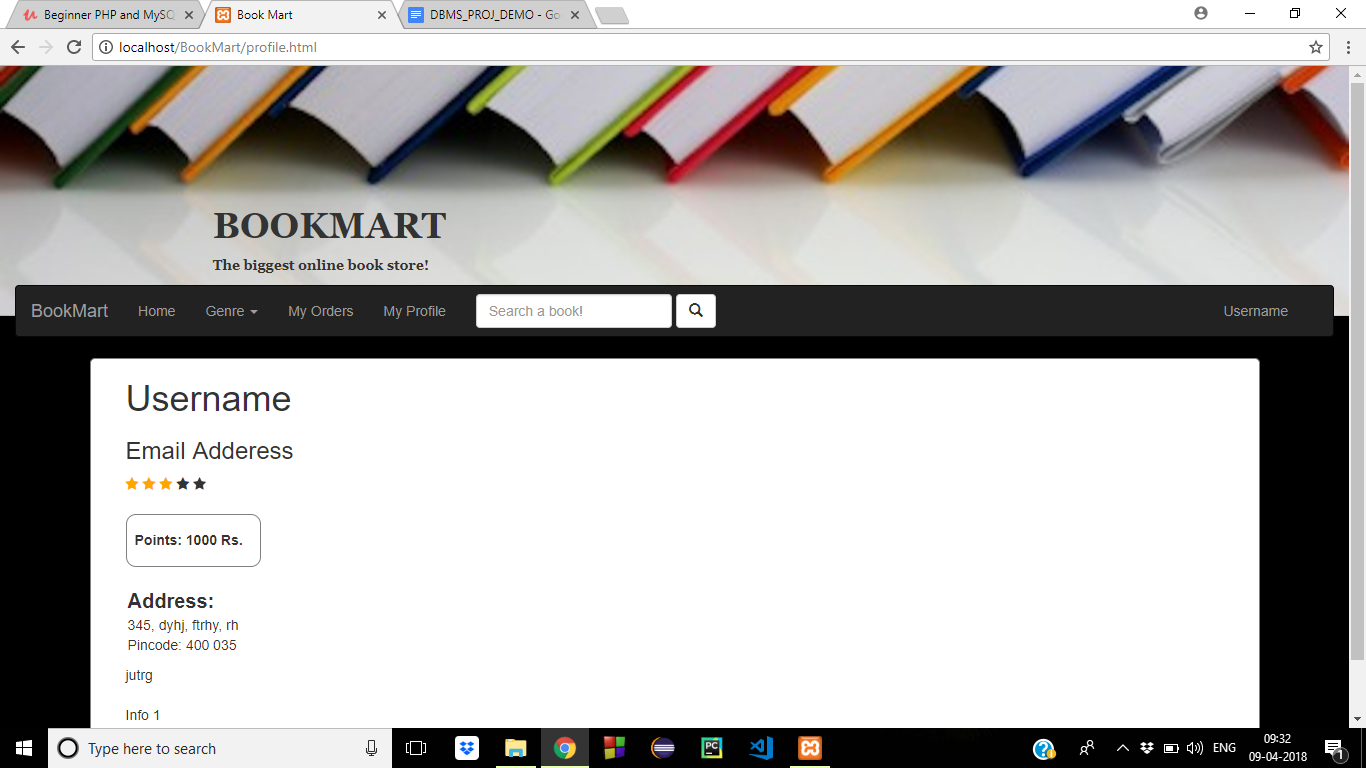 Beginner PHP and MySQ
Book Mart
DBMS_PROJ_DEMO - Go
localhost/BookMart/profile.html
BOOKMART
The biggest online book store!
BookMart Home Genre My Orders My Profile Search a book! Username
Username
Email Adderess
Points: 1000 Rs.
Address:
345, dyhj, ftrhy, rh
Pincode: 400 035
jutrg
Info 1
Type here to search
PC
ENG
09:32
09-04-2018
1